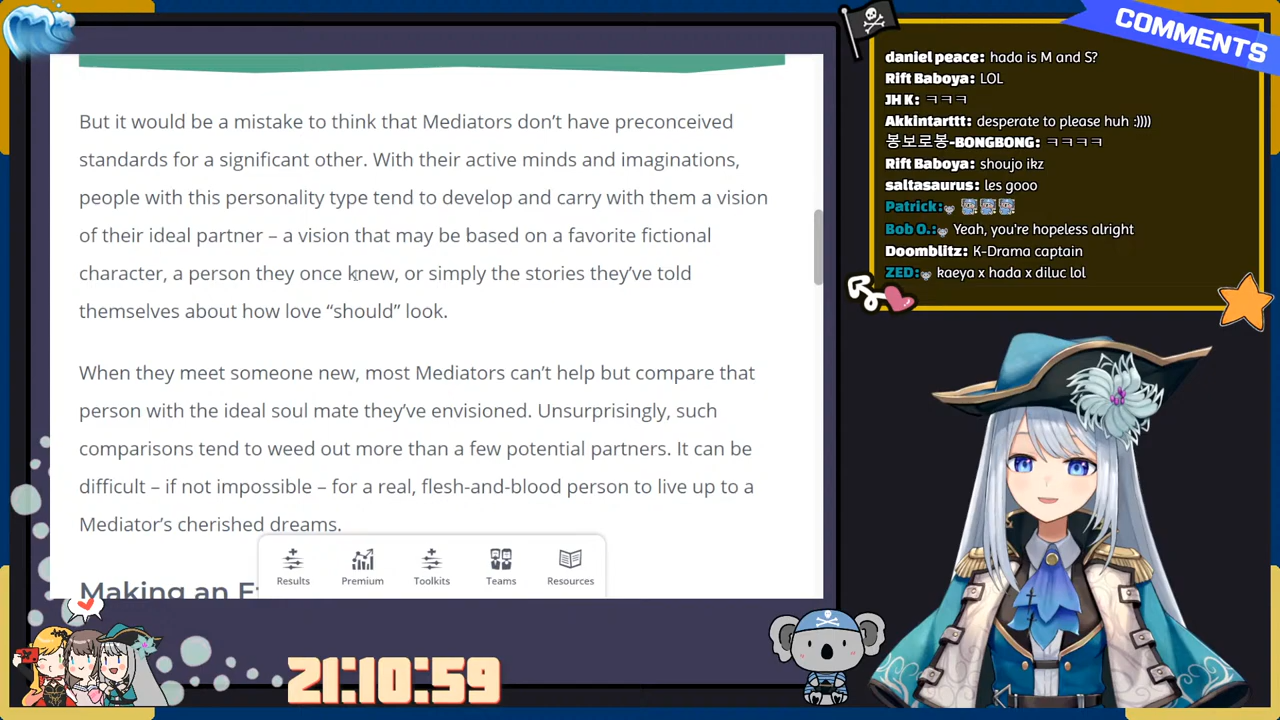 But it would be a mistake to think that Mediators don’t have preconceived
standards for a significant other. With their active minds and imaginations,
people with this personality type tend to develop and carry with them a vision
of their ideal partner – a vision that may be based on a favorite fictional
character, a person they once knew, or simply the stories they’ve told
themselves about how love “should” look.
When they meet someone new, most Mediators can’t help but compare that
person with the ideal soul mate they’ve envisioned. Unsurprisingly, such
comparisons tend to weed out more than a few potential partners. It can be
difficult – if not impossible – for a real, flesh-and-blood person to live up to a
Mediator’s cherished dreams.
Making an
Results
Premium
Toolkits
Teams
Resources
21:10:59
COMMENTS
daniel peace: hada is M and S?
Rift Baboya: LOL
JH K: ㅋㅋㅋ
Akkintarttt: desperate to please huh :))))
봉보로봉-BONGBONG: ㅋㅋㅋㅋ
Rift Baboya: shoujo ikz
saltasaurus: les gooo
Patrick:
Bob O.: Yeah, you're hopeless alright
Doomblitz: K-Drama captain
ZED: kaeya x hada x diluc lol